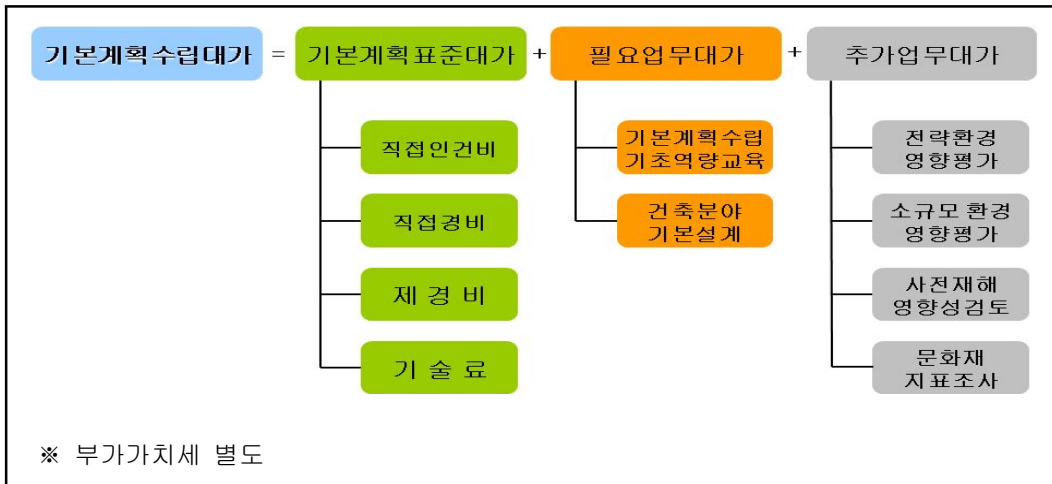 기본계획수립대가 = 기본계획표준대가 + 필요업무대가 + 추가업무대가
직접인건비
직접경비
제 경 비
기 술 료
기본계획수립
기초역량교육
건축분야
기본설계
전략환경
영향평가
소규모 환경
영향평가
사전재해
영향성검토
문화재
지표조사
※ 부가가치세 별도